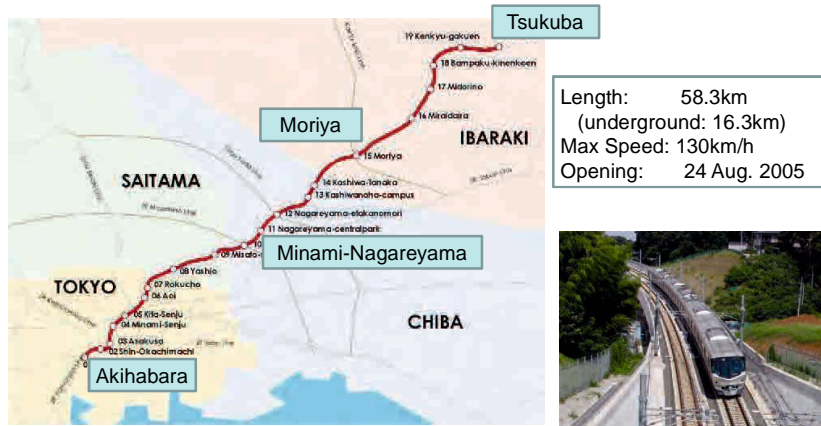 Tsukuba
19 Kenkyu-gakuen
18 Bampaku-kinenkoen
17 Midorino
16 Miraidaira
Moriya
IBARAKI
15 Moriya
SAITAMA
14 Kashiwa-Tanaka
13 Kashiwanoha-campus
12 Nagareyama-otakanomori
11 Nagareyama-centralpark
10
Minami-Nagareyama
09 Misato-
08 Yashio
TOKYO
07 Rokucho
06 Aoi
CHIBA
05 Kita-Senju
04 Minami-Senju
03 Asakusa
02 Shin-Okachimachi
Akihabara
Length: 58.3km
(underground: 16.3km)
Max Speed: 130km/h
Opening: 24 Aug. 2005